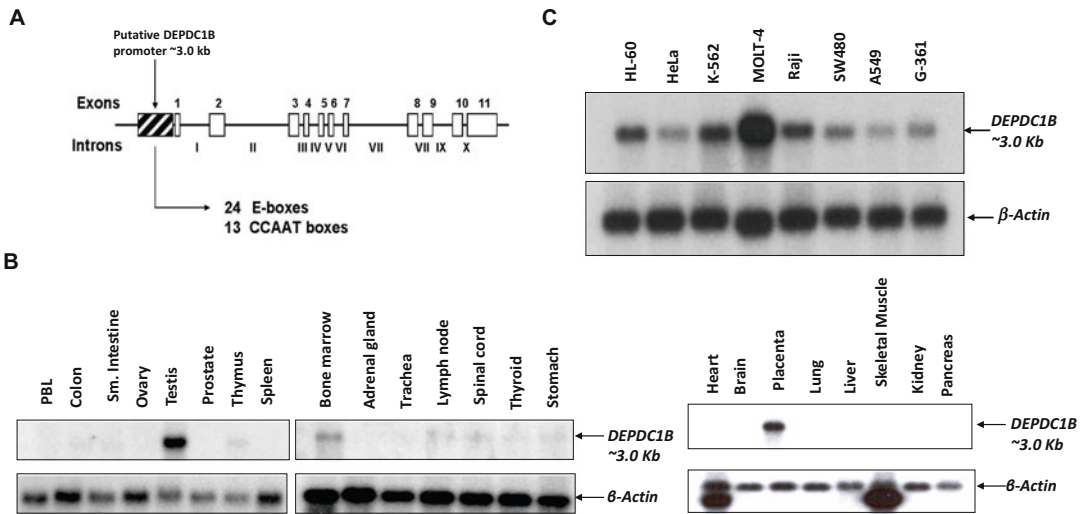 A
Putative DEPDC1B
promoter ~3.0 kb
Exons 1 2 3 4 5 6 7 8 9 10 11
Introns I II III IV V VI VII VII IX X
24 E-boxes
13 CCAAT boxes
B
PBL Colon Sm. Intestine Ovary Testis Prostate Thymus Spleen
Bone marrow Adrenal gland Trachea Lymph node Spinal cord Thyroid Stomach
DEPDC1B
~3.0 Kb
β-Actin
C
HL-60 HeLa K-562 MOLT-4 Raji SW480 A549 G-361
DEPDC1B
~3.0 Kb
β-Actin
Heart Brain Placenta Lung Liver Skeletal Muscle Kidney Pancreas
DEPDC1B
~3.0 Kb
β-Actin